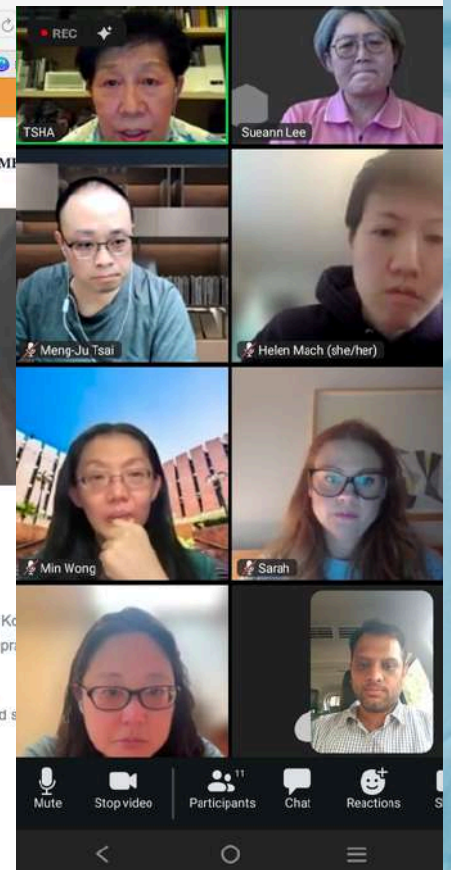 REC
TSHA
Sueann Lee
Meng-Ju Tsai
Helen Mach (she/her)
Min Wong
Sarah
11
Mute
Stop video
Participants
Chat
Reactions